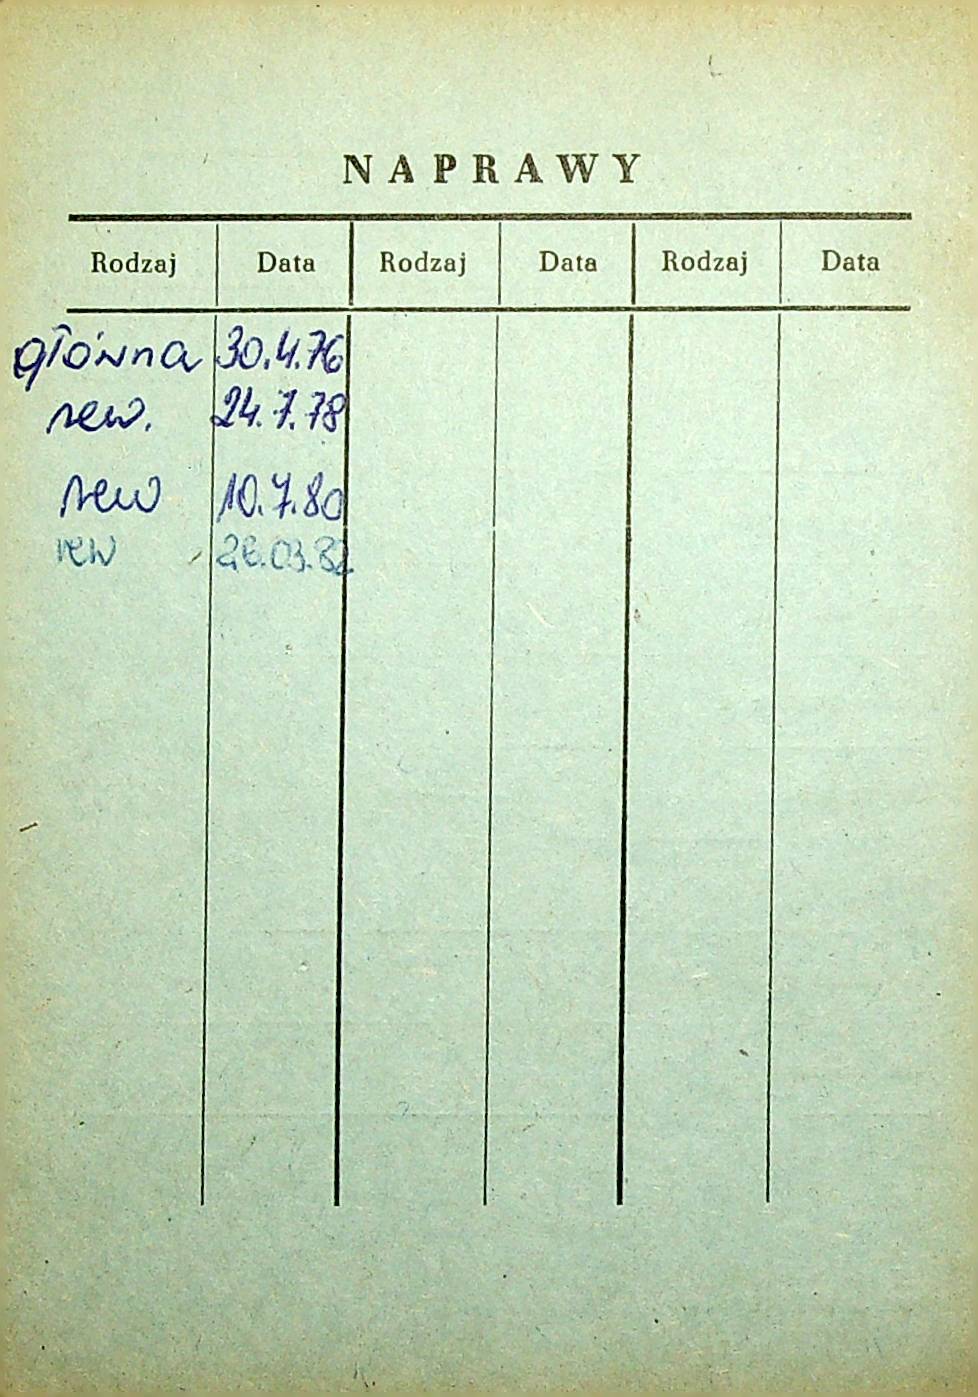 NAPRAWY
Rodzaj Data Rodzaj Data Rodzaj Data
główna 30.4.76
rew. 24.7.78
rew 10.7.80
rew 26.03.82